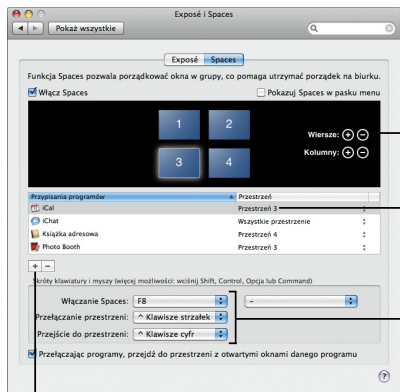 Exposé i Spaces
Pokaż wszystkie
Exposé Spaces
Funkcja Spaces pozwala porządkować okna w grupy, co pomaga utrzymać porządek na biurku.
Włącz Spaces Pokazuj Spaces w pasku menu
1 2
Wiersze: + −
Kolumny: + −
3 4
Przypisania programów Przestrzeń
iCal Przestrzeń 3
iChat Wszystkie przestrzenie
Książka adresowa Przestrzeń 4
Photo Booth Przestrzeń 3
+ −
Skróty klawiatury i myszy (więcej możliwości: wciśnij Shift, Control, Opcja lub Command)
Włączanie Spaces: F8 –
Przełączanie przestrzeni: ^ Klawisze strzałek
Przejście do przestrzeni: ^ Klawisze cyfr
Przełączając programy, przejdź do przestrzeni z otwartymi oknami danego programu
?